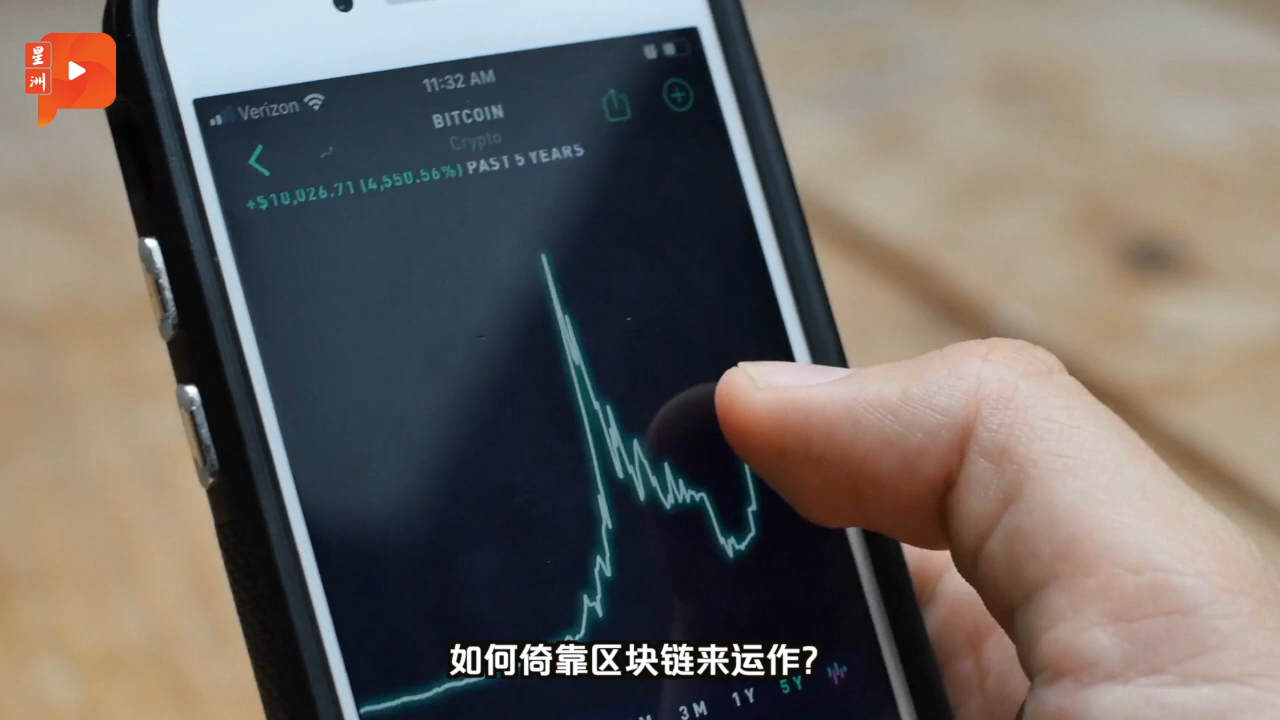 星洲
Verizon
11:32 AM
BITCOIN
Crypto
+$10,026.71 (4,550.56%) PAST 5 YEARS
3M 1Y 5Y
如何倚靠区块链来运作?